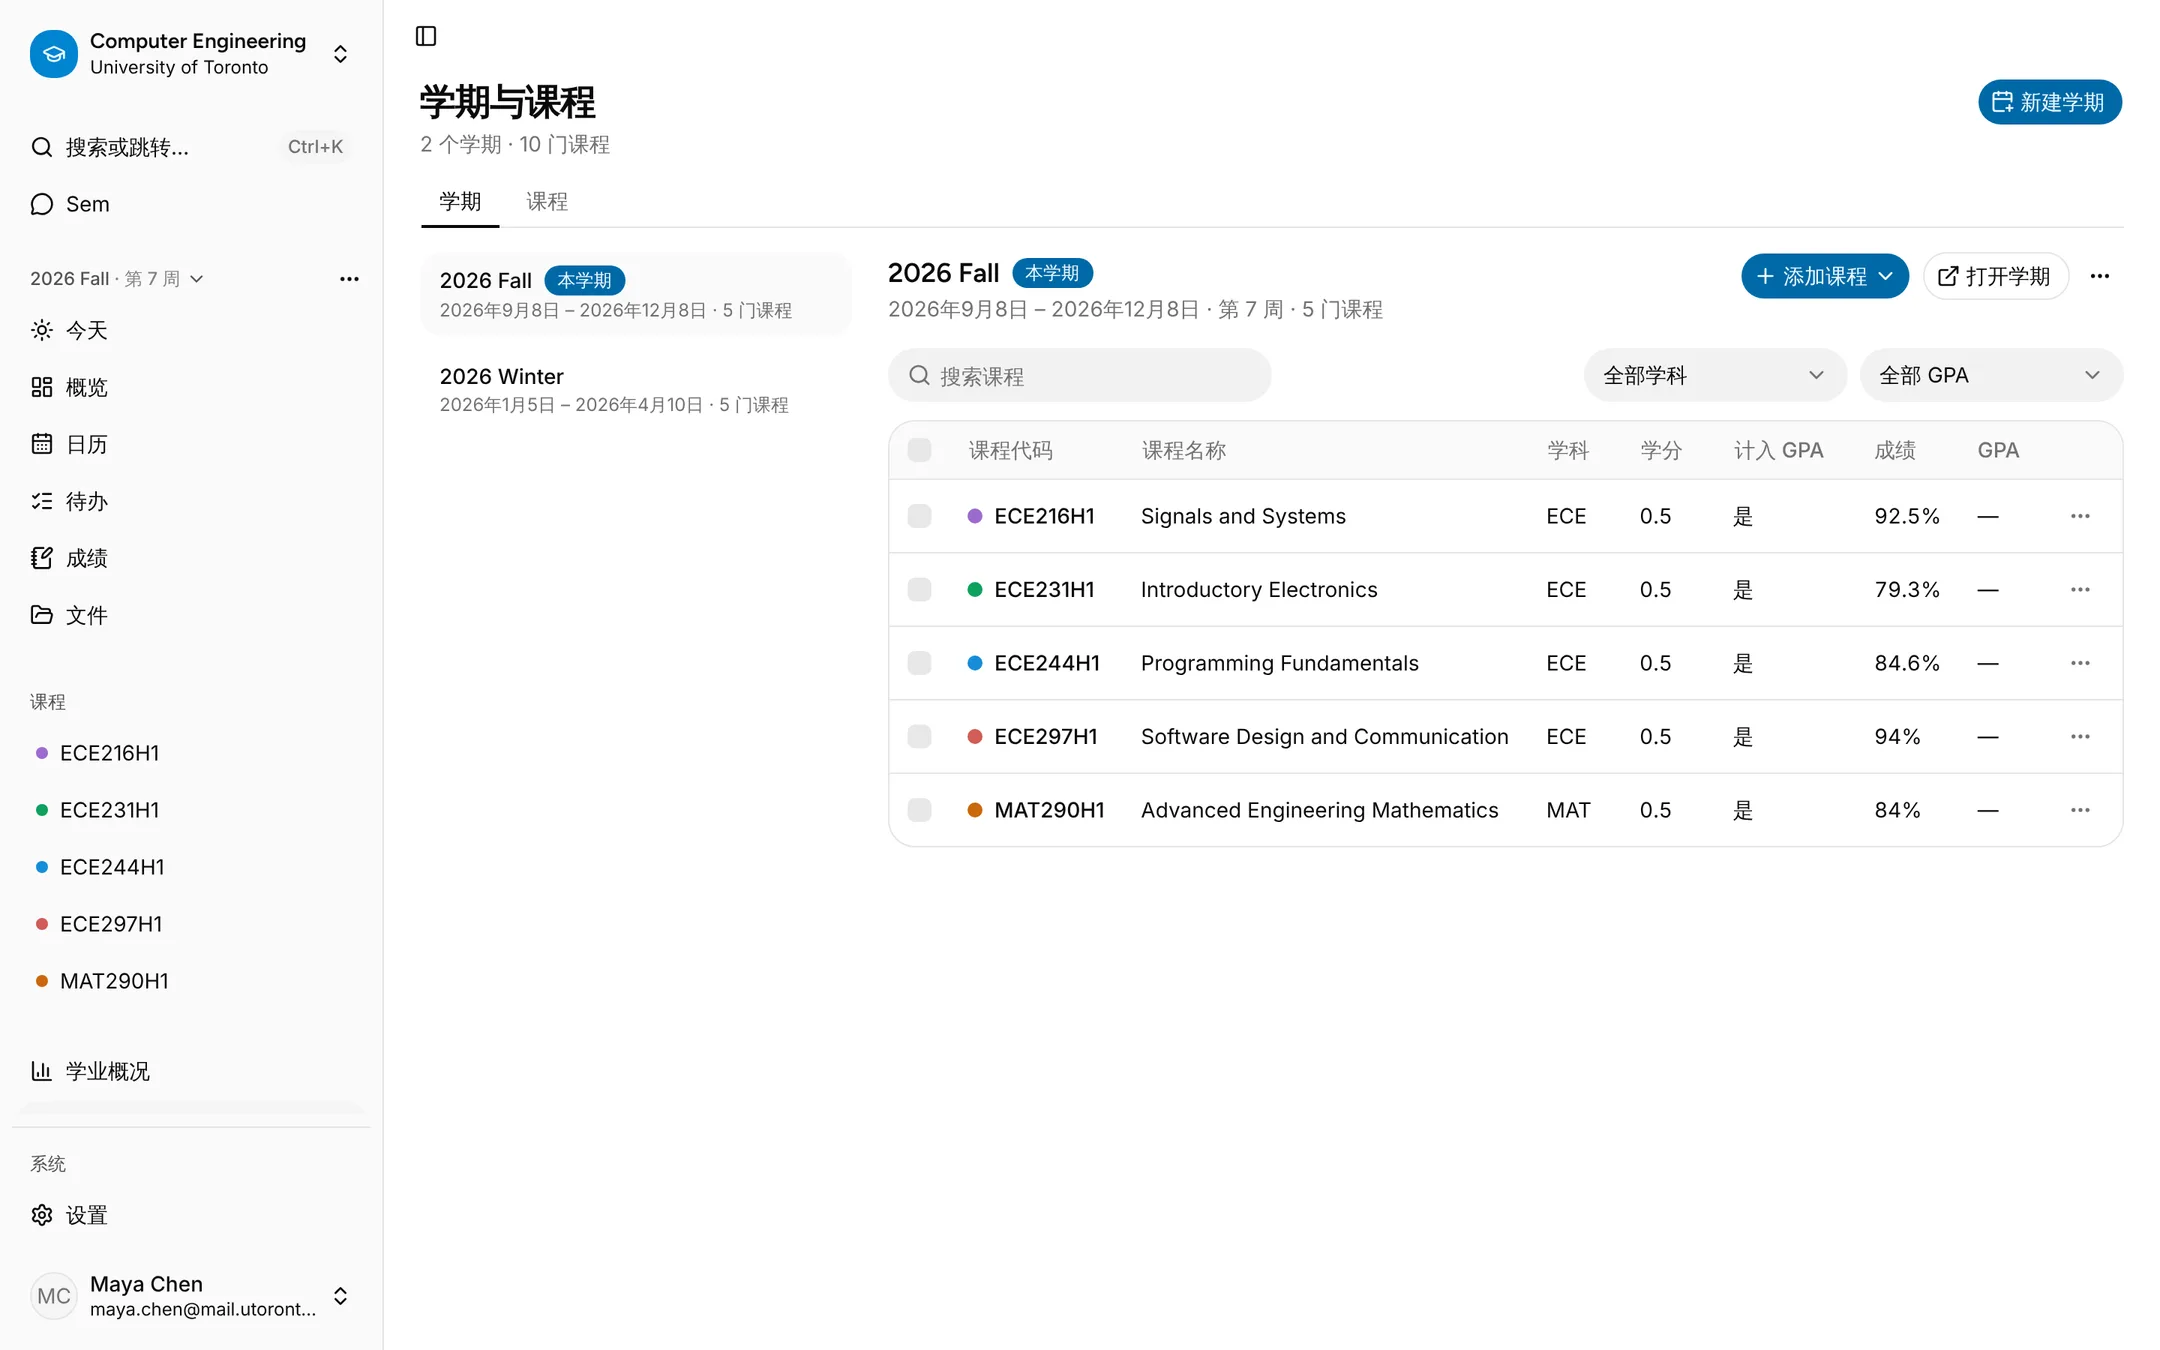 Computer Engineering
University of Toronto
搜索或跳转... Ctrl+K
Sem
2026 Fall · 第 7 周
今天
概览
日历
待办
成绩
文件
课程
ECE216H1
ECE231H1
ECE244H1
ECE297H1
MAT290H1
学业概况
系统
设置
MC
Maya Chen
maya.chen@mail.utoront...
学期与课程
2 个学期 · 10 门课程
新建学期
学期 课程
2026 Fall 本学期
2026年9月8日 – 2026年12月8日 · 5 门课程
2026 Winter
2026年1月5日 – 2026年4月10日 · 5 门课程
2026 Fall 本学期
2026年9月8日 – 2026年12月8日 · 第 7 周 · 5 门课程
添加课程 打开学期
搜索课程 全部学科 全部 GPA
课程代码 课程名称 学科 学分 计入 GPA 成绩 GPA
ECE216H1 Signals and Systems ECE 0.5 是 92.5% —
ECE231H1 Introductory Electronics ECE 0.5 是 79.3% —
ECE244H1 Programming Fundamentals ECE 0.5 是 84.6% —
ECE297H1 Software Design and Communication ECE 0.5 是 94% —
MAT290H1 Advanced Engineering Mathematics MAT 0.5 是 84% —